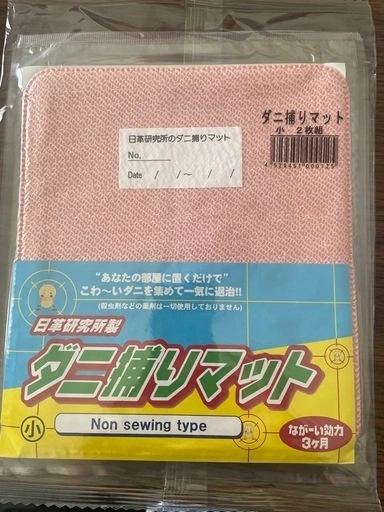 ダニ捕りマット
小 2枚組
日革研究所のダニ捕りマット
No.
Date / /～ / /
"あなたの部屋に置くだけで"
こわ～いダニを集めて一気に退治!!
(殺虫剤などの薬剤は一切使用しておりません)
日革研究所製
ダニ捕りマット
小
Non sewing type
なが～い効力
3ヶ月